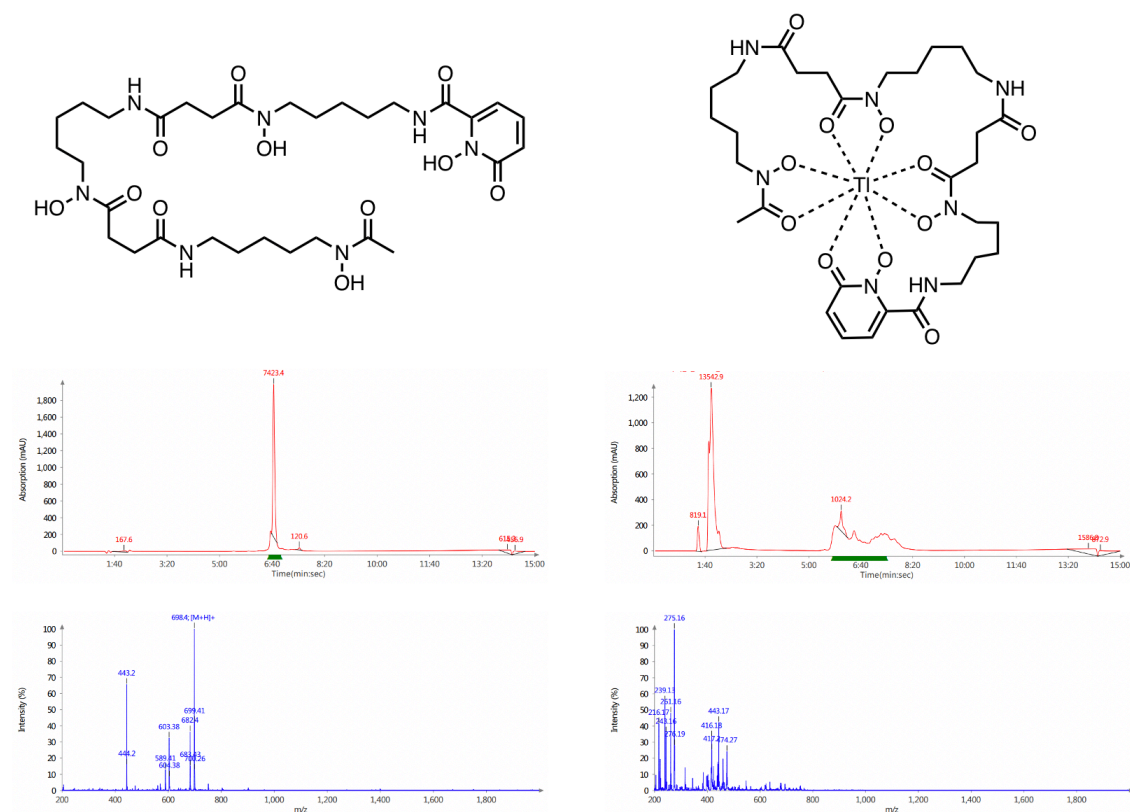 H
N
O
O
O
N
OH
O
N
H
O
HO
N
O
N
HO
O
O
N
H
O
N
OH
HN
O
O
N
O
NH
O
N
O
Tl
O
O
N
O
O
O
N
HN
O
7423.4
1,800
1,600
1,400
1,200
1,000
800
600
400
200
0
Absorption (mAU)
167.6
120.6
1:40
3:20
5:00
6:40
8:20
10:00
11:40
13:20
15:00
Time(min:sec)
13542.9
1,200
1,000
800
600
400
200
0
Absorption (mAU)
819.1
1024.2
872.9
1:40
3:20
5:00
6:40
8:20
10:00
11:40
13:20
15:00
Time(min:sec)
698.4; [M+H]+
100
90
80
70
60
50
40
30
20
10
0
Intensity (%)
443.2
699.41
682.4
603.38
444.2
589.41
604.38
200
400
600
800
1,000
1,200
1,400
1,600
1,800
m/z
275.16
100
90
80
70
60
50
40
30
20
10
0
Intensity (%)
239.13
216.17
276.19
443.17
416.18
474.27
200
400
600
800
1,000
1,200
1,400
1,600
1,800
m/z